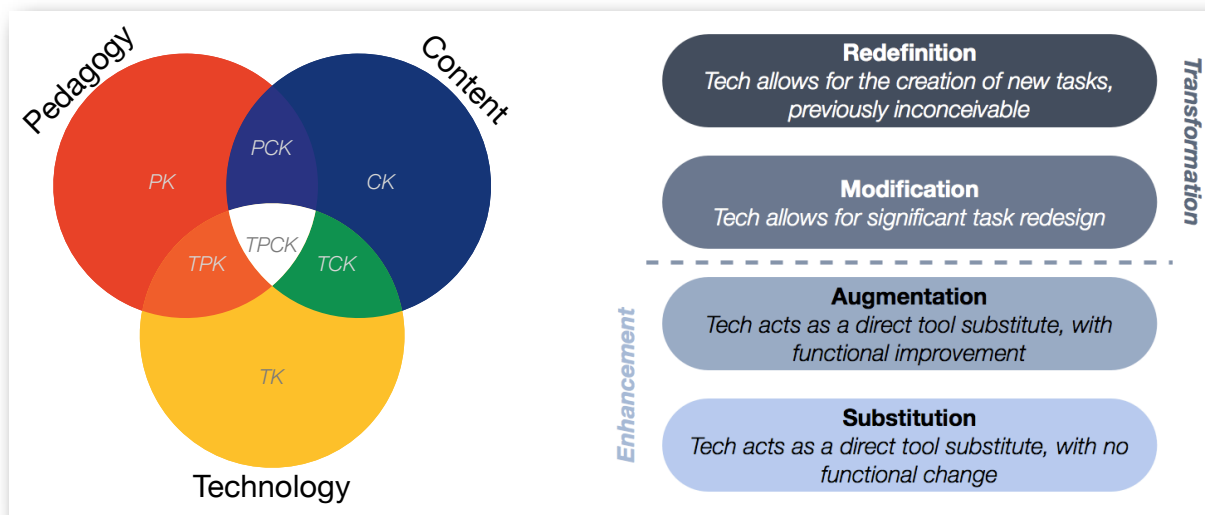 Pedagogy
Content
PK
PCK
CK
TPK
TPCK
TCK
TK
Technology
Redefinition
Tech allows for the creation of new tasks,
previously inconceivable
Modification
Tech allows for significant task redesign
Transformation
Augmentation
Tech acts as a direct tool substitute, with
functional improvement
Substitution
Tech acts as a direct tool substitute, with no
functional change
Enhancement